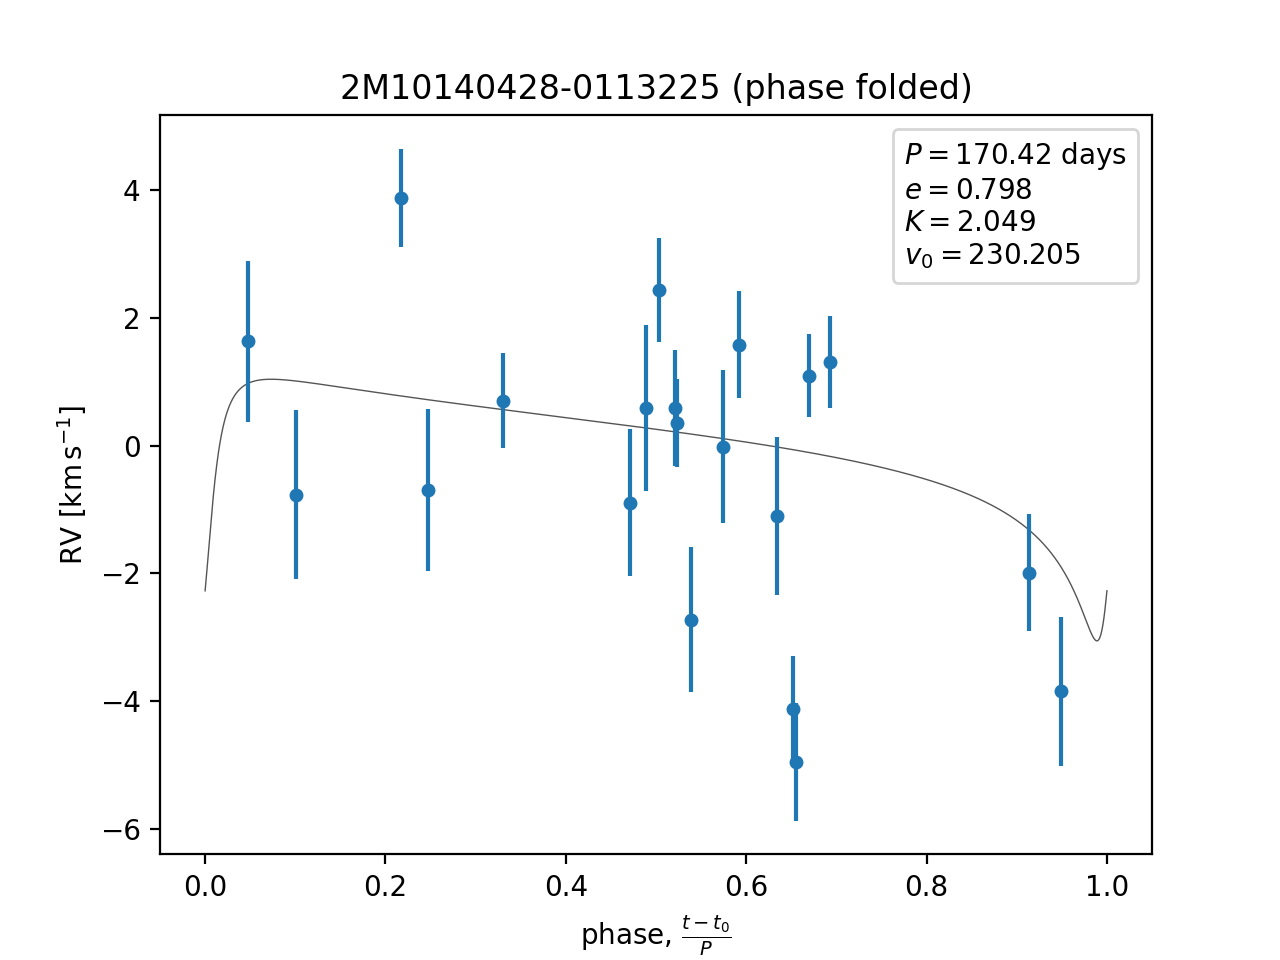 2M10140428-0113225 (phase folded)
P = 170.42 days
e = 0.798
K = 2.049
v₀ = 230.205
4
2
0
−2
−4
−6
RV [km s⁻¹]
0.0 0.2 0.4 0.6 0.8 1.0
phase, (t − t₀)/P